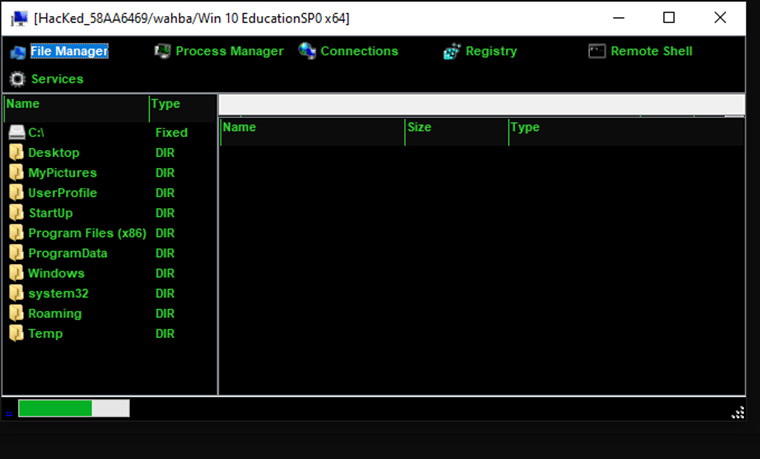 [HacKed_58AA6469/wahba/Win 10 EducationSP0 x64]
File Manager Process Manager Connections Registry Remote Shell
Services
Name Type
Name Size Type
C:\ Fixed
Desktop DIR
MyPictures DIR
UserProfile DIR
StartUp DIR
Program Files (x86) DIR
ProgramData DIR
Windows DIR
system32 DIR
Roaming DIR
Temp DIR